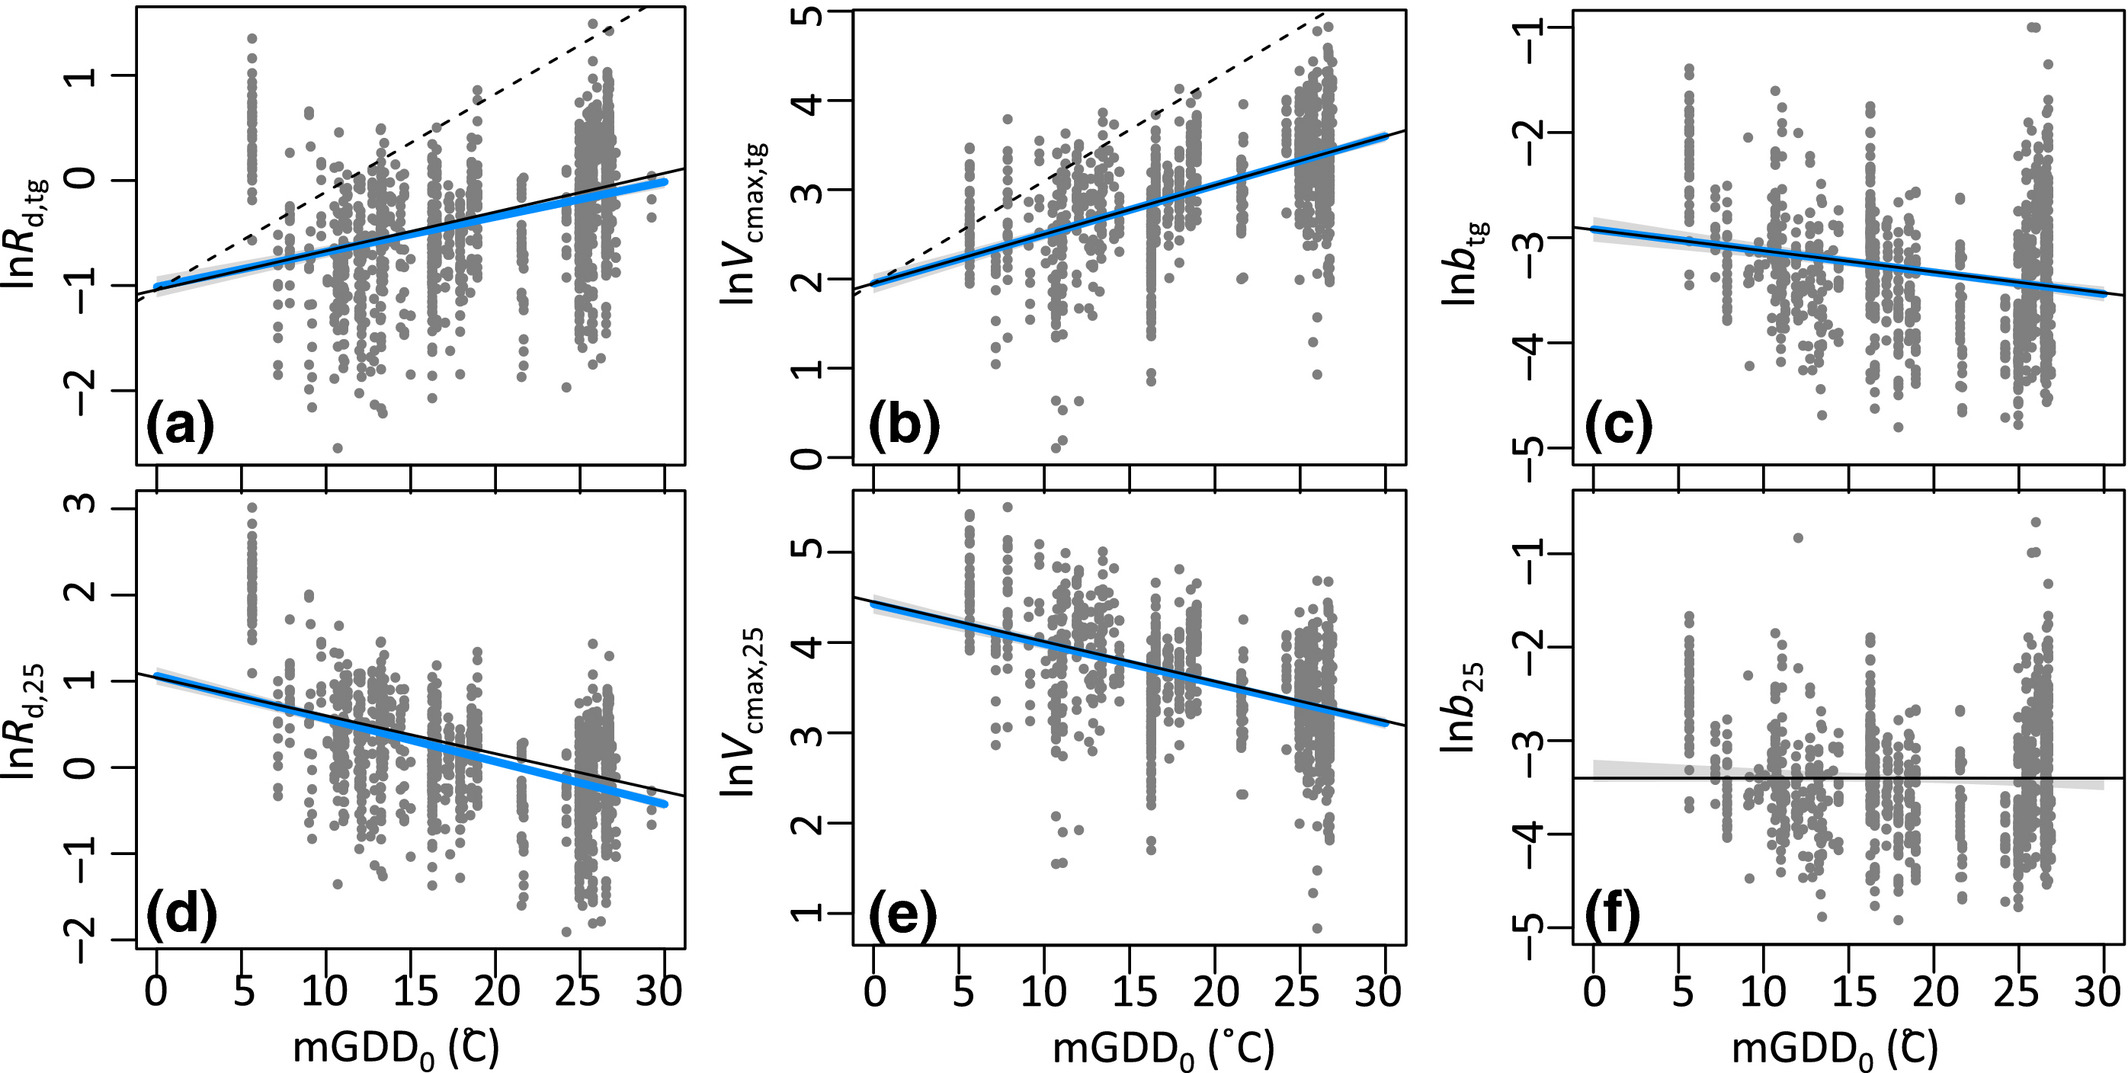 lnRd,tg
1
0
−1
−2
(a)
lnVcmax,tg
5
4
3
2
1
0
(b)
lnbtg
−1
−2
−3
−4
−5
(c)
lnRd,25
3
2
1
0
−1
−2
(d)
0 5 10 15 20 25 30
mGDD0 (˚C)
lnVcmax,25
5
4
3
2
1
(e)
0 5 10 15 20 25 30
mGDD0 (˚C)
lnb25
−1
−2
−3
−4
−5
(f)
0 5 10 15 20 25 30
mGDD0 (˚C)